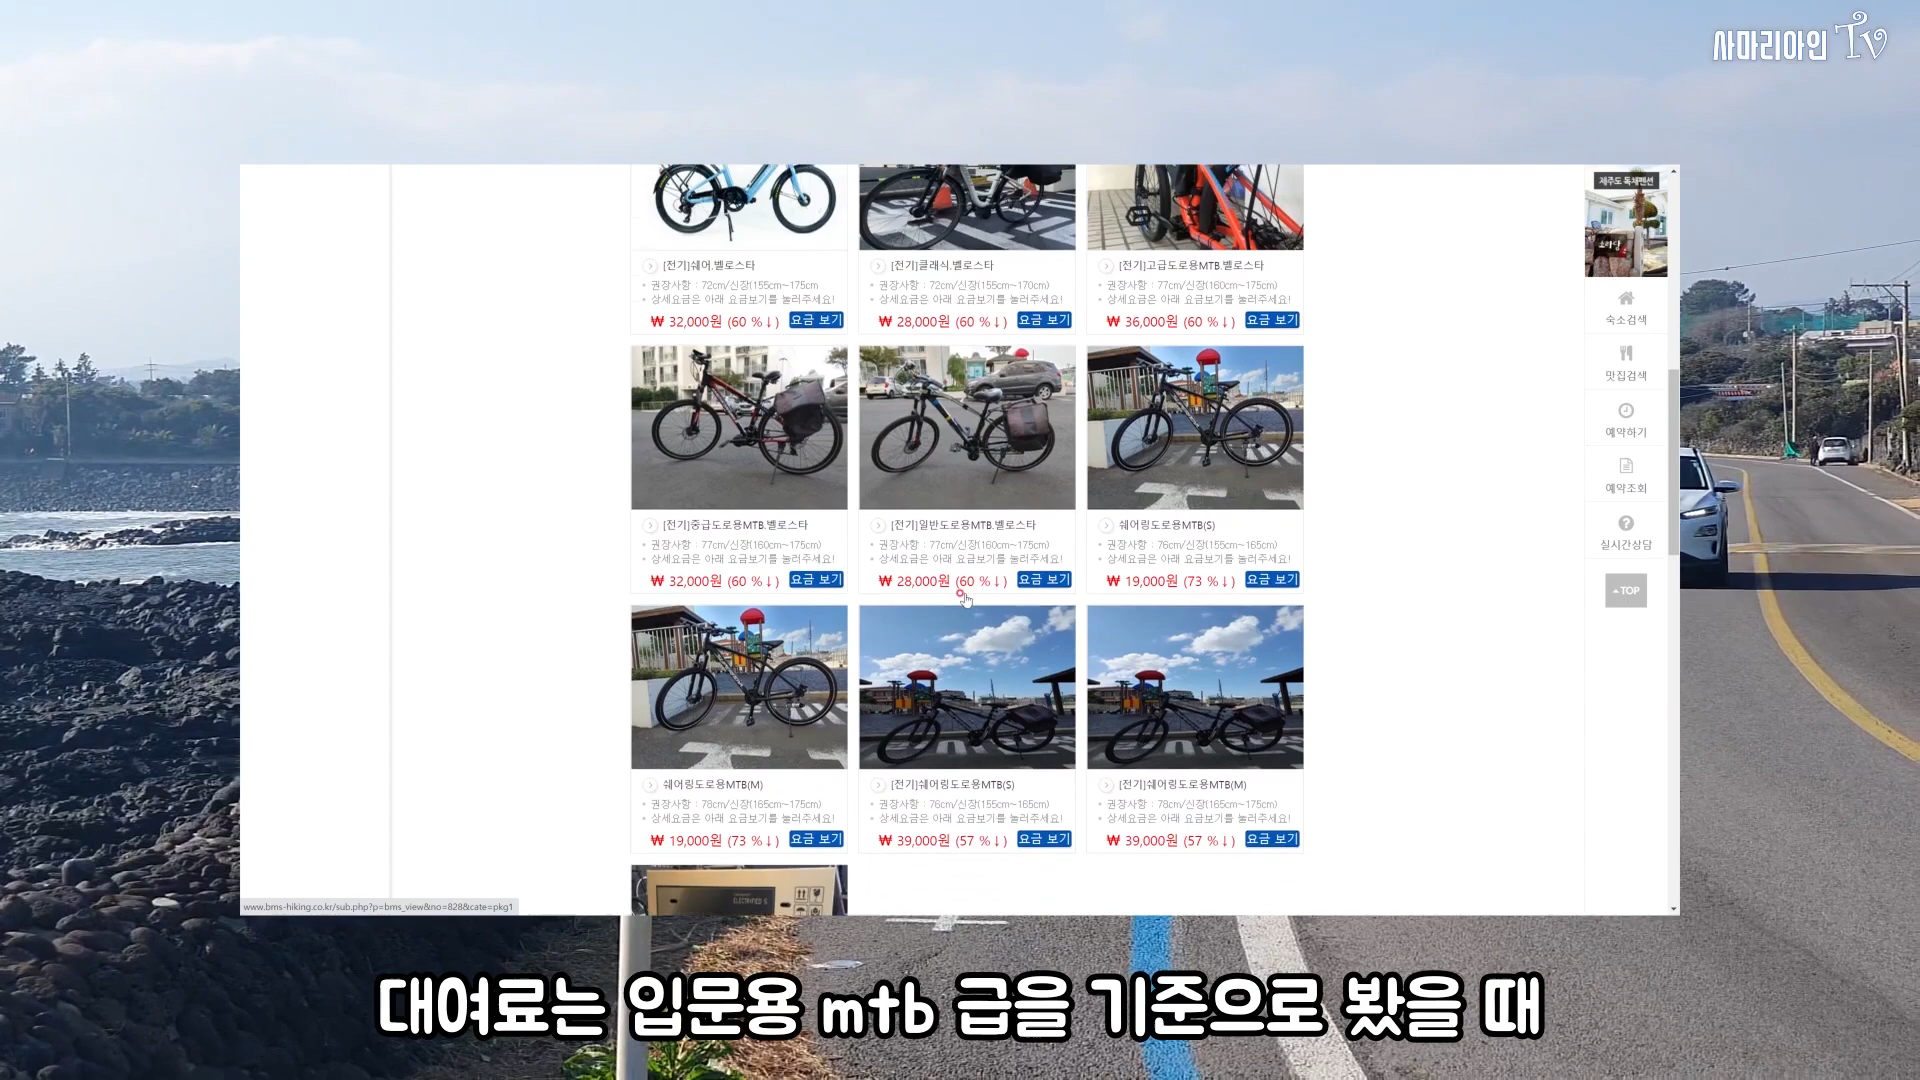 사마리아인 Tv
제주도 독채펜션
[전기]쉐어.벨로스타
권장사항 : 72cm/신장(155cm~175cm
상세요금은 아래 요금보기를 눌러주세요!
₩ 32,000원 (60 %↓) 요금 보기
[전기]클래식.벨로스타
권장사항 : 72cm/신장(155cm~170cm)
상세요금은 아래 요금보기를 눌러주세요!
₩ 28,000원 (60 %↓) 요금 보기
[전기]고급도로용MTB.벨로스타
권장사항 : 77cm/신장(160cm~175cm)
상세요금은 아래 요금보기를 눌러주세요!
₩ 36,000원 (60 %↓) 요금 보기
숙소검색
맛집검색
예약하기
예약조회
실시간상담
TOP
[전기]중급도로용MTB.벨로스타
권장사항 : 77cm/신장(160cm~175cm)
상세요금은 아래 요금보기를 눌러주세요!
₩ 32,000원 (60 %↓) 요금 보기
[전기]일반도로용MTB.벨로스타
권장사항 : 77cm/신장(160cm~175cm)
상세요금은 아래 요금보기를 눌러주세요!
₩ 28,000원 (60 %↓) 요금 보기
쉐어링도로용MTB(S)
권장사항 : 76cm/신장(155cm~165cm)
상세요금은 아래 요금보기를 눌러주세요!
₩ 19,000원 (73 %↓) 요금 보기
쉐어링도로용MTB(M)
권장사항 : 78cm/신장(165cm~175cm)
상세요금은 아래 요금보기를 눌러주세요!
₩ 19,000원 (73 %↓) 요금 보기
[전기]쉐어링도로용MTB(S)
권장사항 : 76cm/신장(155cm~165cm)
상세요금은 아래 요금보기를 눌러주세요!
₩ 39,000원 (57 %↓) 요금 보기
[전기]쉐어링도로용MTB(M)
권장사항 : 78cm/신장(165cm~175cm)
상세요금은 아래 요금보기를 눌러주세요!
₩ 39,000원 (57 %↓) 요금 보기
www.bms-hiking.co.kr/sub.php?p=bms_view&no=828&cate=pkg1
대여료는 입문용 mtb 급을 기준으로 봤을 때